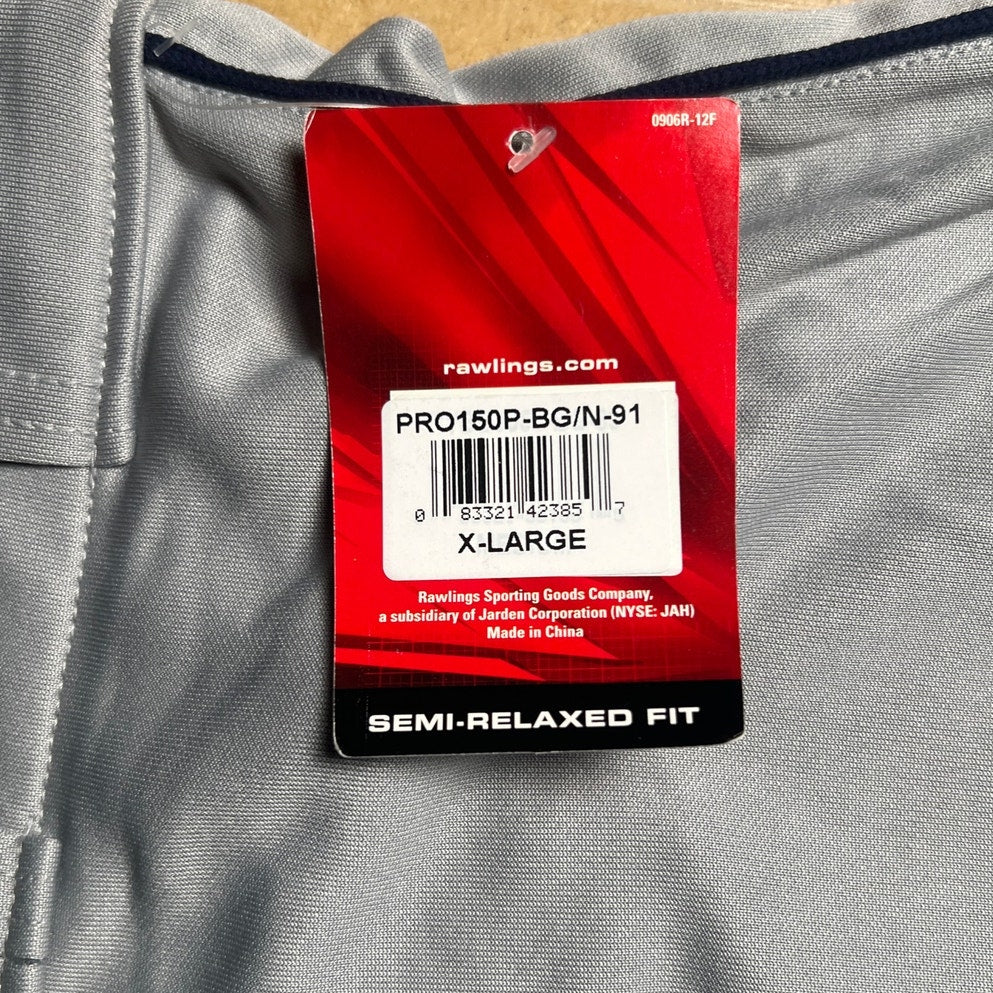 0906R-12F
rawlings.com
PRO150P-BG/N-91
0 83321 42385 7
X-LARGE
Rawlings Sporting Goods Company,
a subsidiary of Jarden Corporation (NYSE: JAH)
Made in China
SEMI-RELAXED FIT